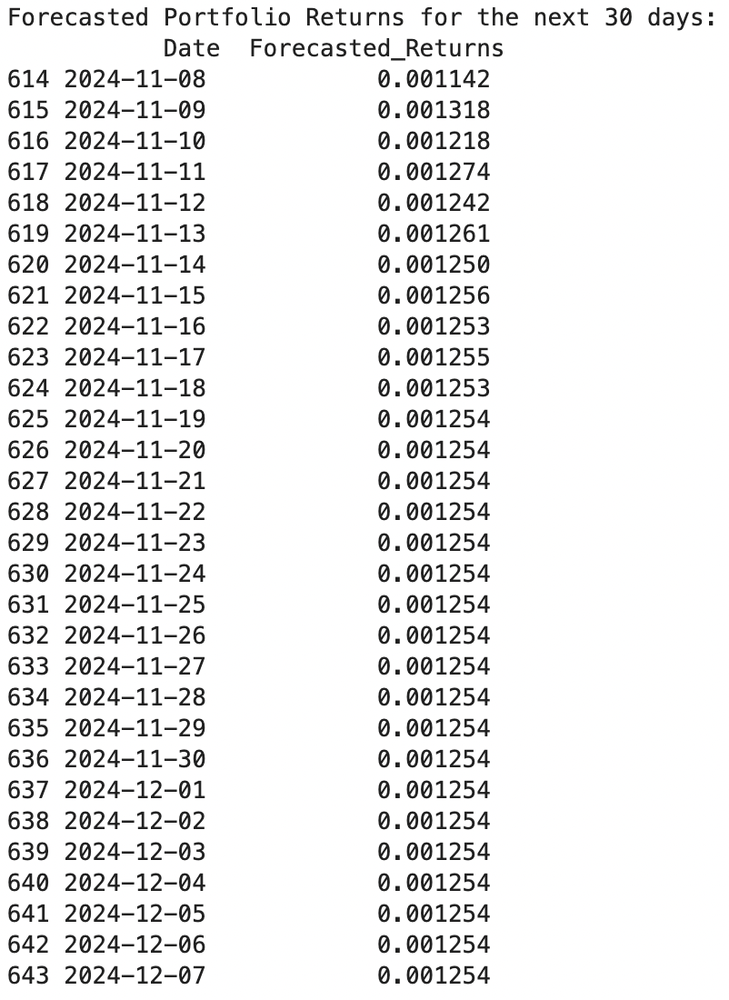 Forecasted Portfolio Returns for the next 30 days:
Date Forecasted_Returns
614 2024-11-08 0.001142
615 2024-11-09 0.001318
616 2024-11-10 0.001218
617 2024-11-11 0.001274
618 2024-11-12 0.001242
619 2024-11-13 0.001261
620 2024-11-14 0.001250
621 2024-11-15 0.001256
622 2024-11-16 0.001253
623 2024-11-17 0.001255
624 2024-11-18 0.001253
625 2024-11-19 0.001254
626 2024-11-20 0.001254
627 2024-11-21 0.001254
628 2024-11-22 0.001254
629 2024-11-23 0.001254
630 2024-11-24 0.001254
631 2024-11-25 0.001254
632 2024-11-26 0.001254
633 2024-11-27 0.001254
634 2024-11-28 0.001254
635 2024-11-29 0.001254
636 2024-11-30 0.001254
637 2024-12-01 0.001254
638 2024-12-02 0.001254
639 2024-12-03 0.001254
640 2024-12-04 0.001254
641 2024-12-05 0.001254
642 2024-12-06 0.001254
643 2024-12-07 0.001254